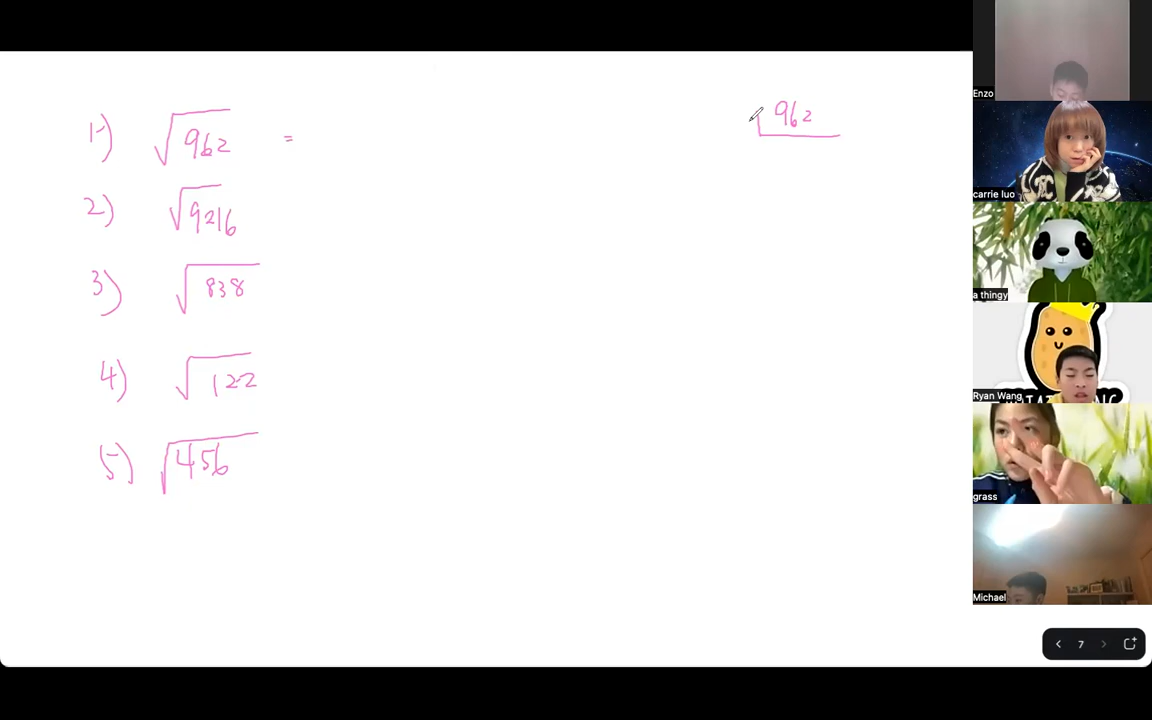 1) √962 =
962
2) √9216
3) √838
4) √122
5) √456
Enzo
carrie luo
a thingy
Ryan Wang
grass
Michael
7